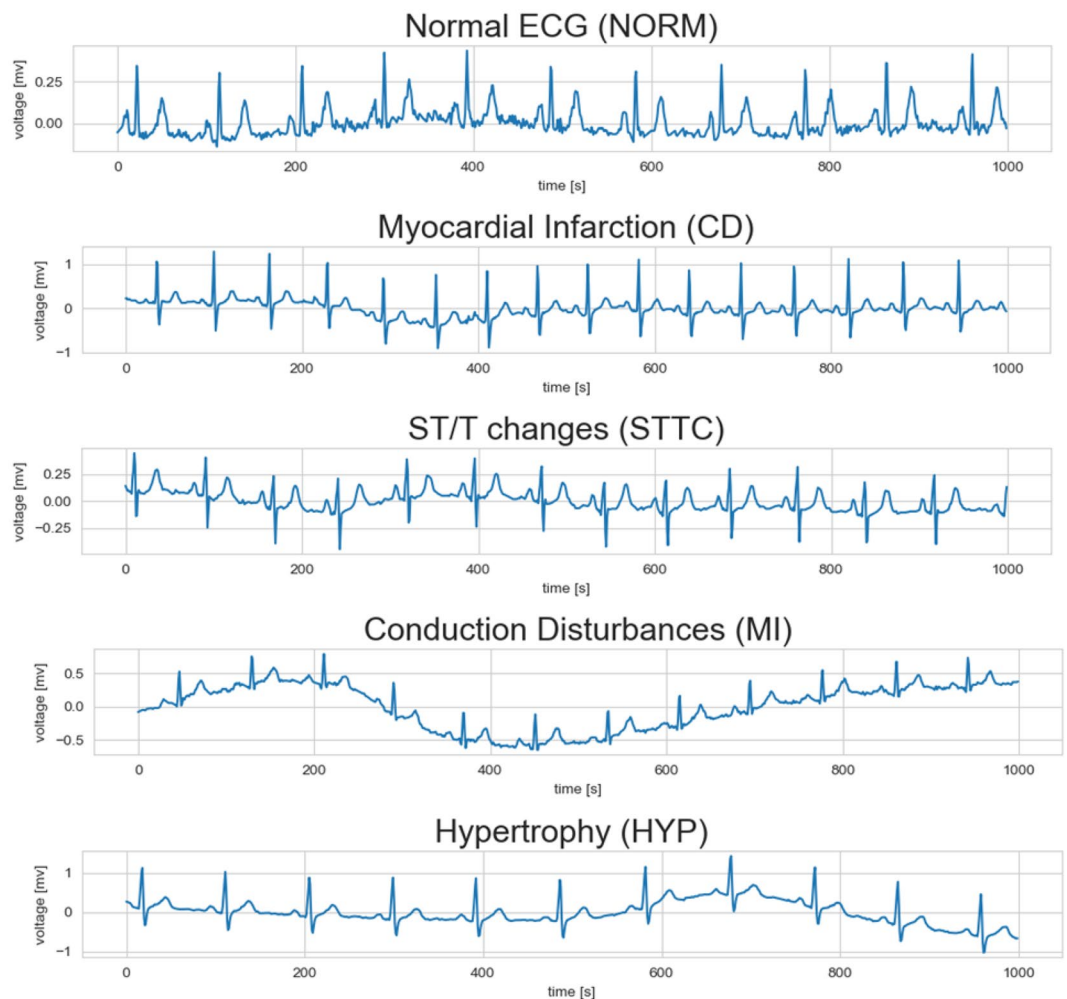 Normal ECG (NORM)
voltage [mv]
0.25
0.00
0 200 400 600 800 1000
time [s]
Myocardial Infarction (CD)
voltage [mv]
1
0
−1
0 200 400 600 800 1000
time [s]
ST/T changes (STTC)
voltage [mv]
0.25
0.00
−0.25
0 200 400 600 800 1000
time [s]
Conduction Disturbances (MI)
voltage [mv]
0.5
0.0
−0.5
0 200 400 600 800 1000
time [s]
Hypertrophy (HYP)
voltage [mv]
1
0
−1
0 200 400 600 800 1000
time [s]